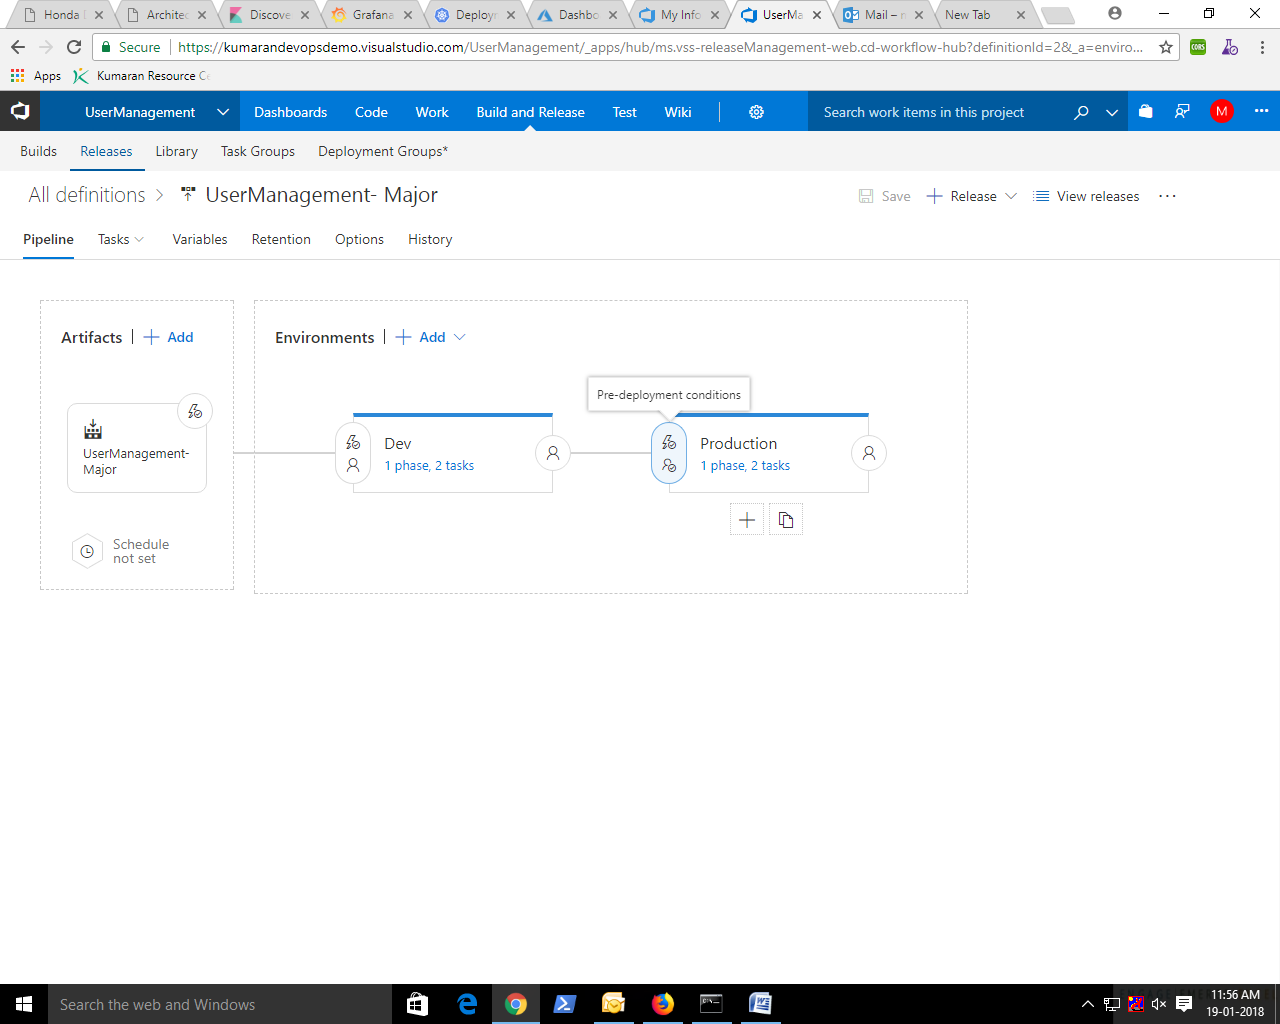 Honda
Architec
Discove
Grafana
Deploym
Dashbo
My Info
UserMa
Mail –
New Tab
Secure
https://kumarandevopsdemo.visualstudio.com/UserManagement/_apps/hub/ms.vss-releaseManagement-web.cd-workflow-hub?definitionId=2&_a=enviro...
CORS
Apps
Kumaran Resource Ce
UserManagement
Dashboards
Code
Work
Build and Release
Test
Wiki
Search work items in this project
M
Builds
Releases
Library
Task Groups
Deployment Groups*
All definitions
UserManagement- Major
Save
Release
View releases
Pipeline
Tasks
Variables
Retention
Options
History
Artifacts
Add
Environments
Add
Pre-deployment conditions
UserManagement-
Major
Dev
1 phase, 2 tasks
Production
1 phase, 2 tasks
Schedule
not set
Search the web and Windows
11:56 AM
19-01-2018